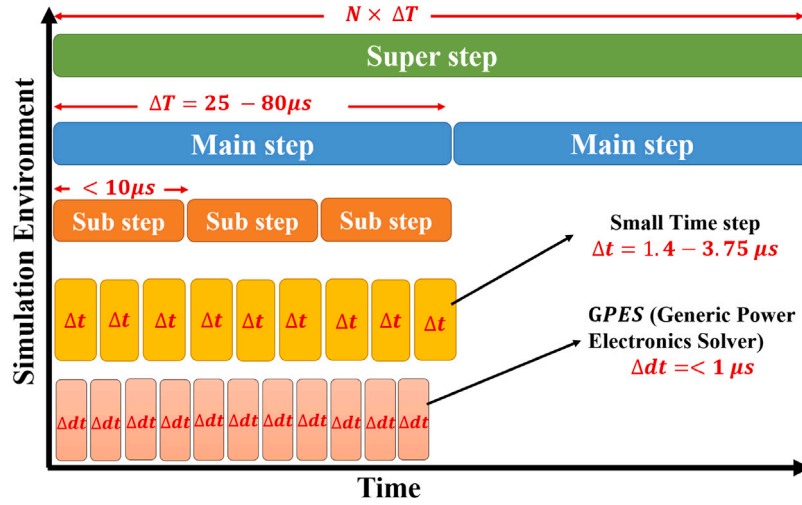 N × ΔT
Super step
ΔT = 25 − 80μs
Main step Main step
< 10μs
Sub step Sub step Sub step
Small Time step
Δt = 1.4 − 3.75 μs
Δt Δt Δt Δt Δt Δt Δt Δt Δt
GPES (Generic Power
Electronics Solver)
Δdt =< 1 μs
Δdt Δdt Δdt Δdt Δdt Δdt Δdt Δdt Δdt Δdt Δdt
Simulation Environment
Time